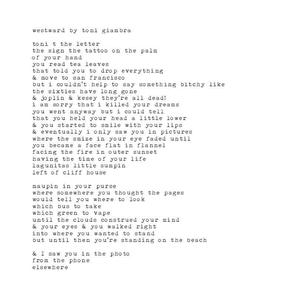 westward by toni giambra
toni t the letter
the sign the tattoo on the palm
of your hand
you read tea leaves
that told you to drop everything
& move to san francisco
but i couldn't help to say something bitchy like
the sixties have long gone
& joplin & kesey they're all dead!
i am sorry that i killed your dreams
you went anyway but i could tell
that you held your head a little lower
& you started to smile with your lips
& eventually i only saw you in pictures
where the smize in your eye faded until
you became a face flat in flannel
facing the fire in outer sunset
having the time of your life
lagunitas little sumpin
left of cliff house
maupin in your purse
where somewhere you thought the pages
would tell you where to look
which bus to take
which green to vape
until the clouds construed your mind
& your eyes & you walked right
into where you wanted to stand
but until then you're standing on the beach
& I saw you in the photo
from the phone
elsewhere